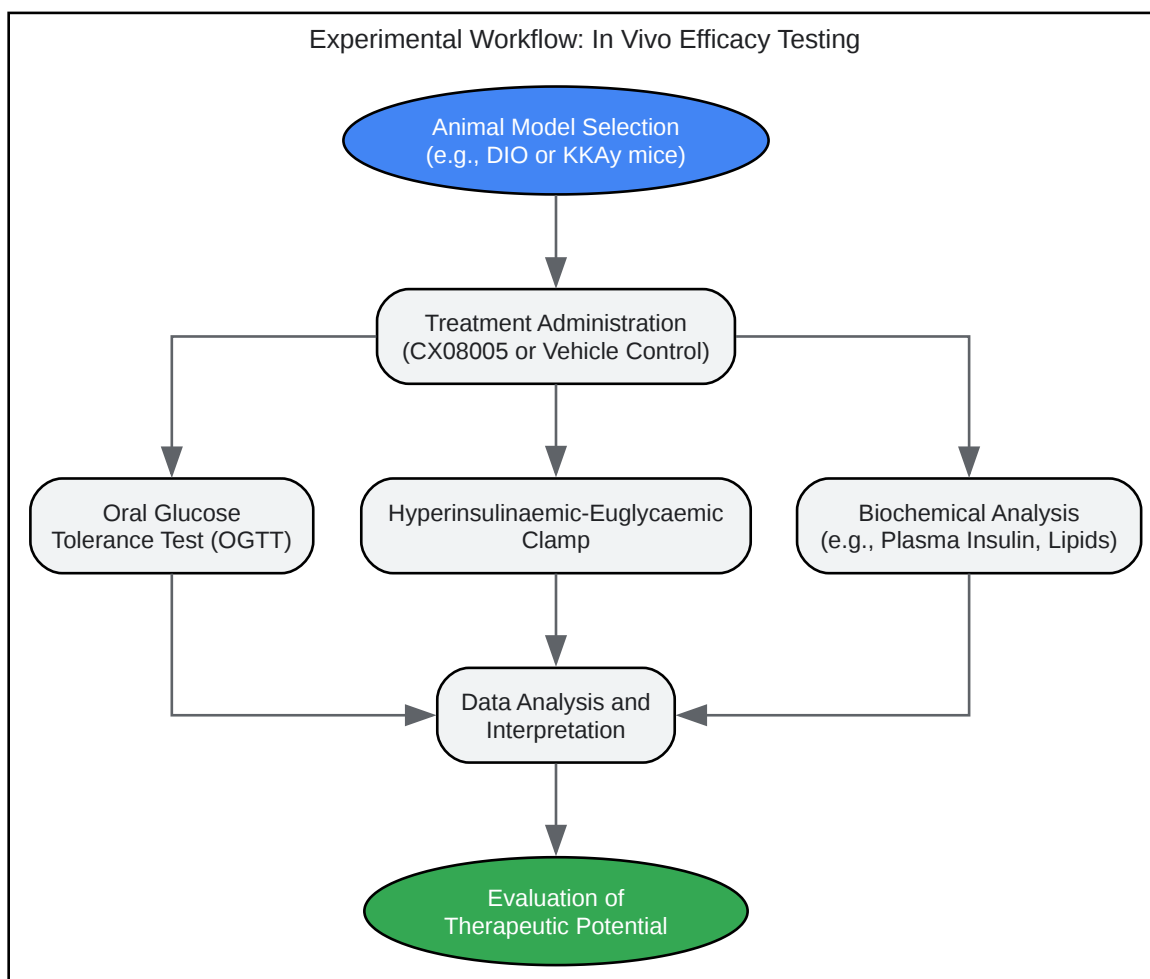 Experimental Workflow: In Vivo Efficacy Testing
Animal Model Selection
(e.g., DIO or KKAy mice)
Treatment Administration
(CX08005 or Vehicle Control)
Oral Glucose
Tolerance Test (OGTT)
Hyperinsulinaemic-Euglycaemic
Clamp
Biochemical Analysis
(e.g., Plasma Insulin, Lipids)
Data Analysis and
Interpretation
Evaluation of
Therapeutic Potential